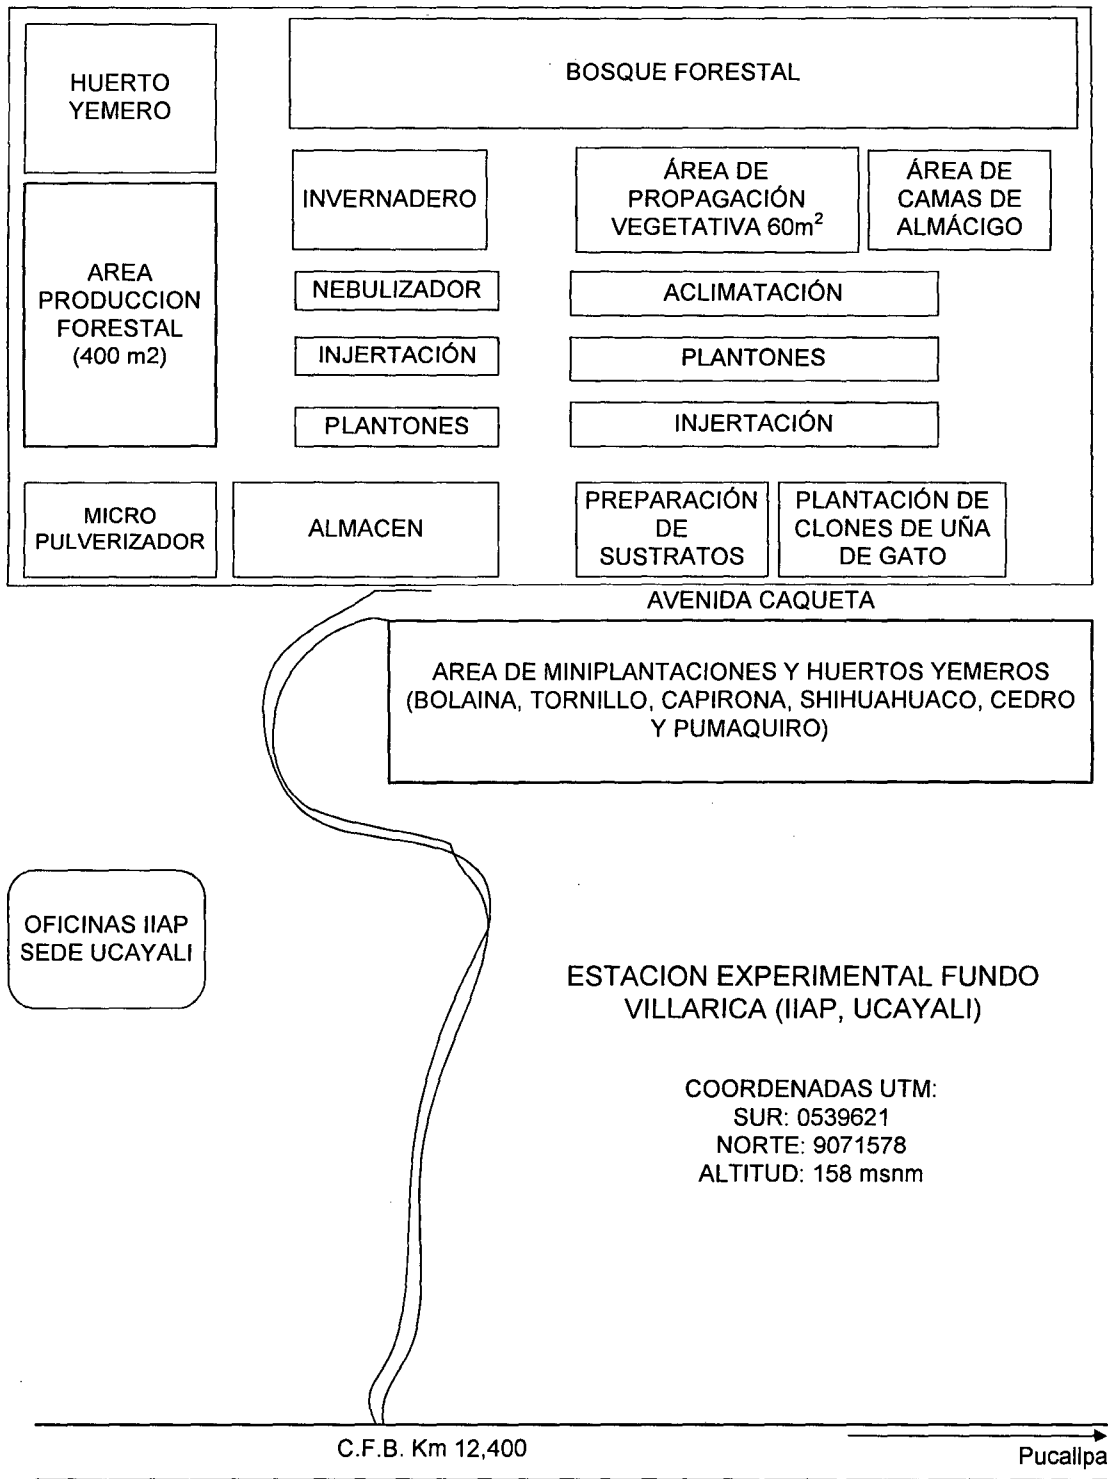 HUERTO
YEMERO
BOSQUE FORESTAL
INVERNADERO
ÁREA DE
PROPAGACIÓN
VEGETATIVA 60m²
ÁREA DE
CAMAS DE
ALMÁCIGO
AREA
PRODUCCION
FORESTAL
(400 m2)
NEBULIZADOR
ACLIMATACIÓN
INJERTACIÓN
PLANTONES
PLANTONES
INJERTACIÓN
MICRO
PULVERIZADOR
ALMACEN
PREPARACIÓN
DE
SUSTRATOS
PLANTACIÓN DE
CLONES DE UÑA
DE GATO
AVENIDA CAQUETA
AREA DE MINIPLANTACIONES Y HUERTOS YEMEROS
(BOLAINA, TORNILLO, CAPIRONA, SHIHUAHUACO, CEDRO
Y PUMAQUIRO)
OFICINAS IIAP
SEDE UCAYALI
ESTACION EXPERIMENTAL FUNDO
VILLARICA (IIAP, UCAYALI)
COORDENADAS UTM:
SUR: 0539621
NORTE: 9071578
ALTITUD: 158 msnm
C.F.B. Km 12,400
Pucallpa